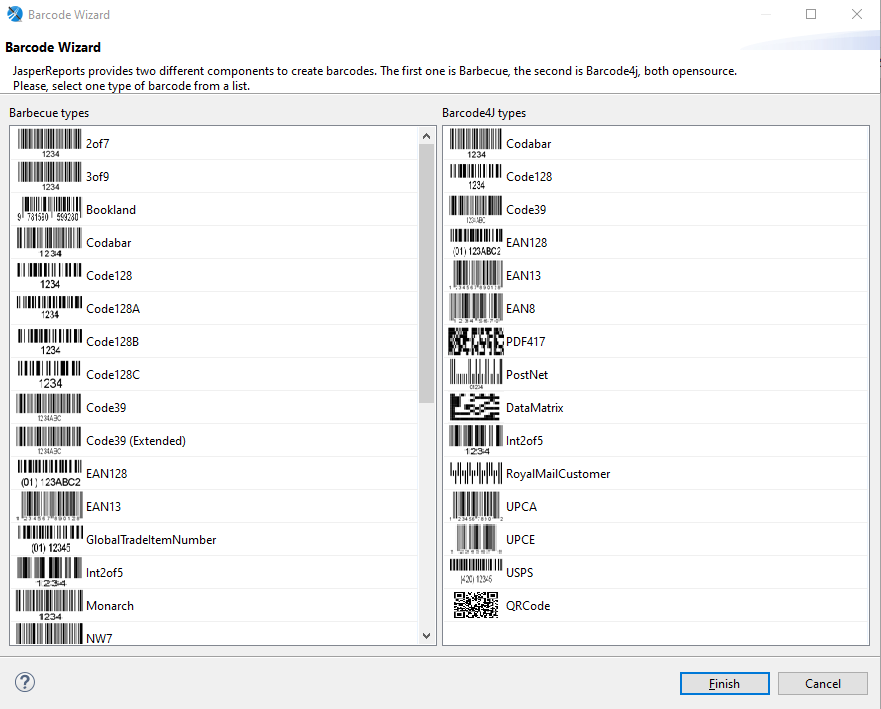 Barcode Wizard
Barcode Wizard
JasperReports provides two different components to create barcodes. The first one is Barbecue, the second is Barcode4j, both opensource.
Please, select one type of barcode from a list.
Barbecue types
1234 2of7
1234 3of9
9 781590 599280 Bookland
1234 Codabar
1234 Code128
1234 Code128A
1234 Code128B
1234 Code128C
1234ABC Code39
1234ABC Code39 (Extended)
(01) 123ABC2 EAN128
EAN13
(01) 12345 GlobalTradeItemNumber
1234 Int2of5
1234 Monarch
NW7
Barcode4J types
1234 Codabar
1234 Code128
1234ABC Code39
(01) 123ABC2 EAN128
EAN13
EAN8
PDF417
01234 PostNet
DataMatrix
1234 Int2of5
RoyalMailCustomer
UPCA
UPCE
(420) 12345 USPS
QRCode
Finish
Cancel